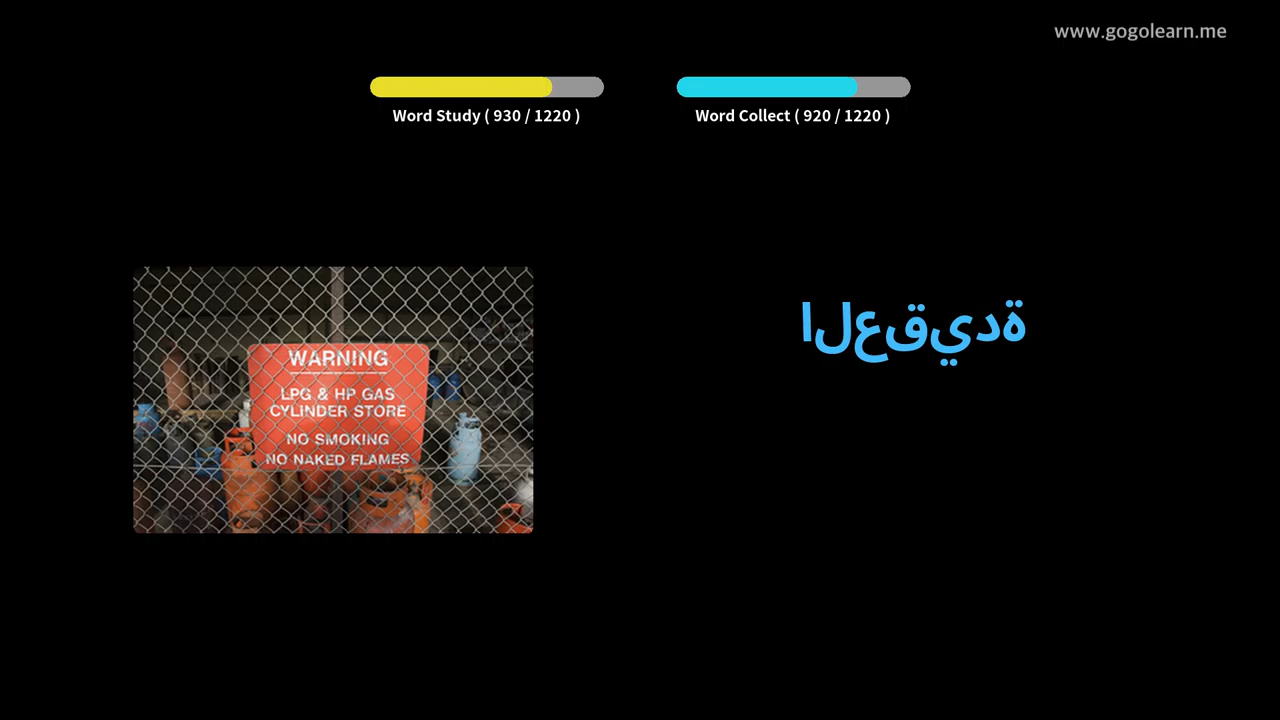 www.gogolearn.me
Word Study ( 930 / 1220 )
Word Collect ( 920 / 1220 )
WARNING
LPG & HP GAS
CYLINDER STORE
NO SMOKING
NO NAKED FLAMES
العقيدة